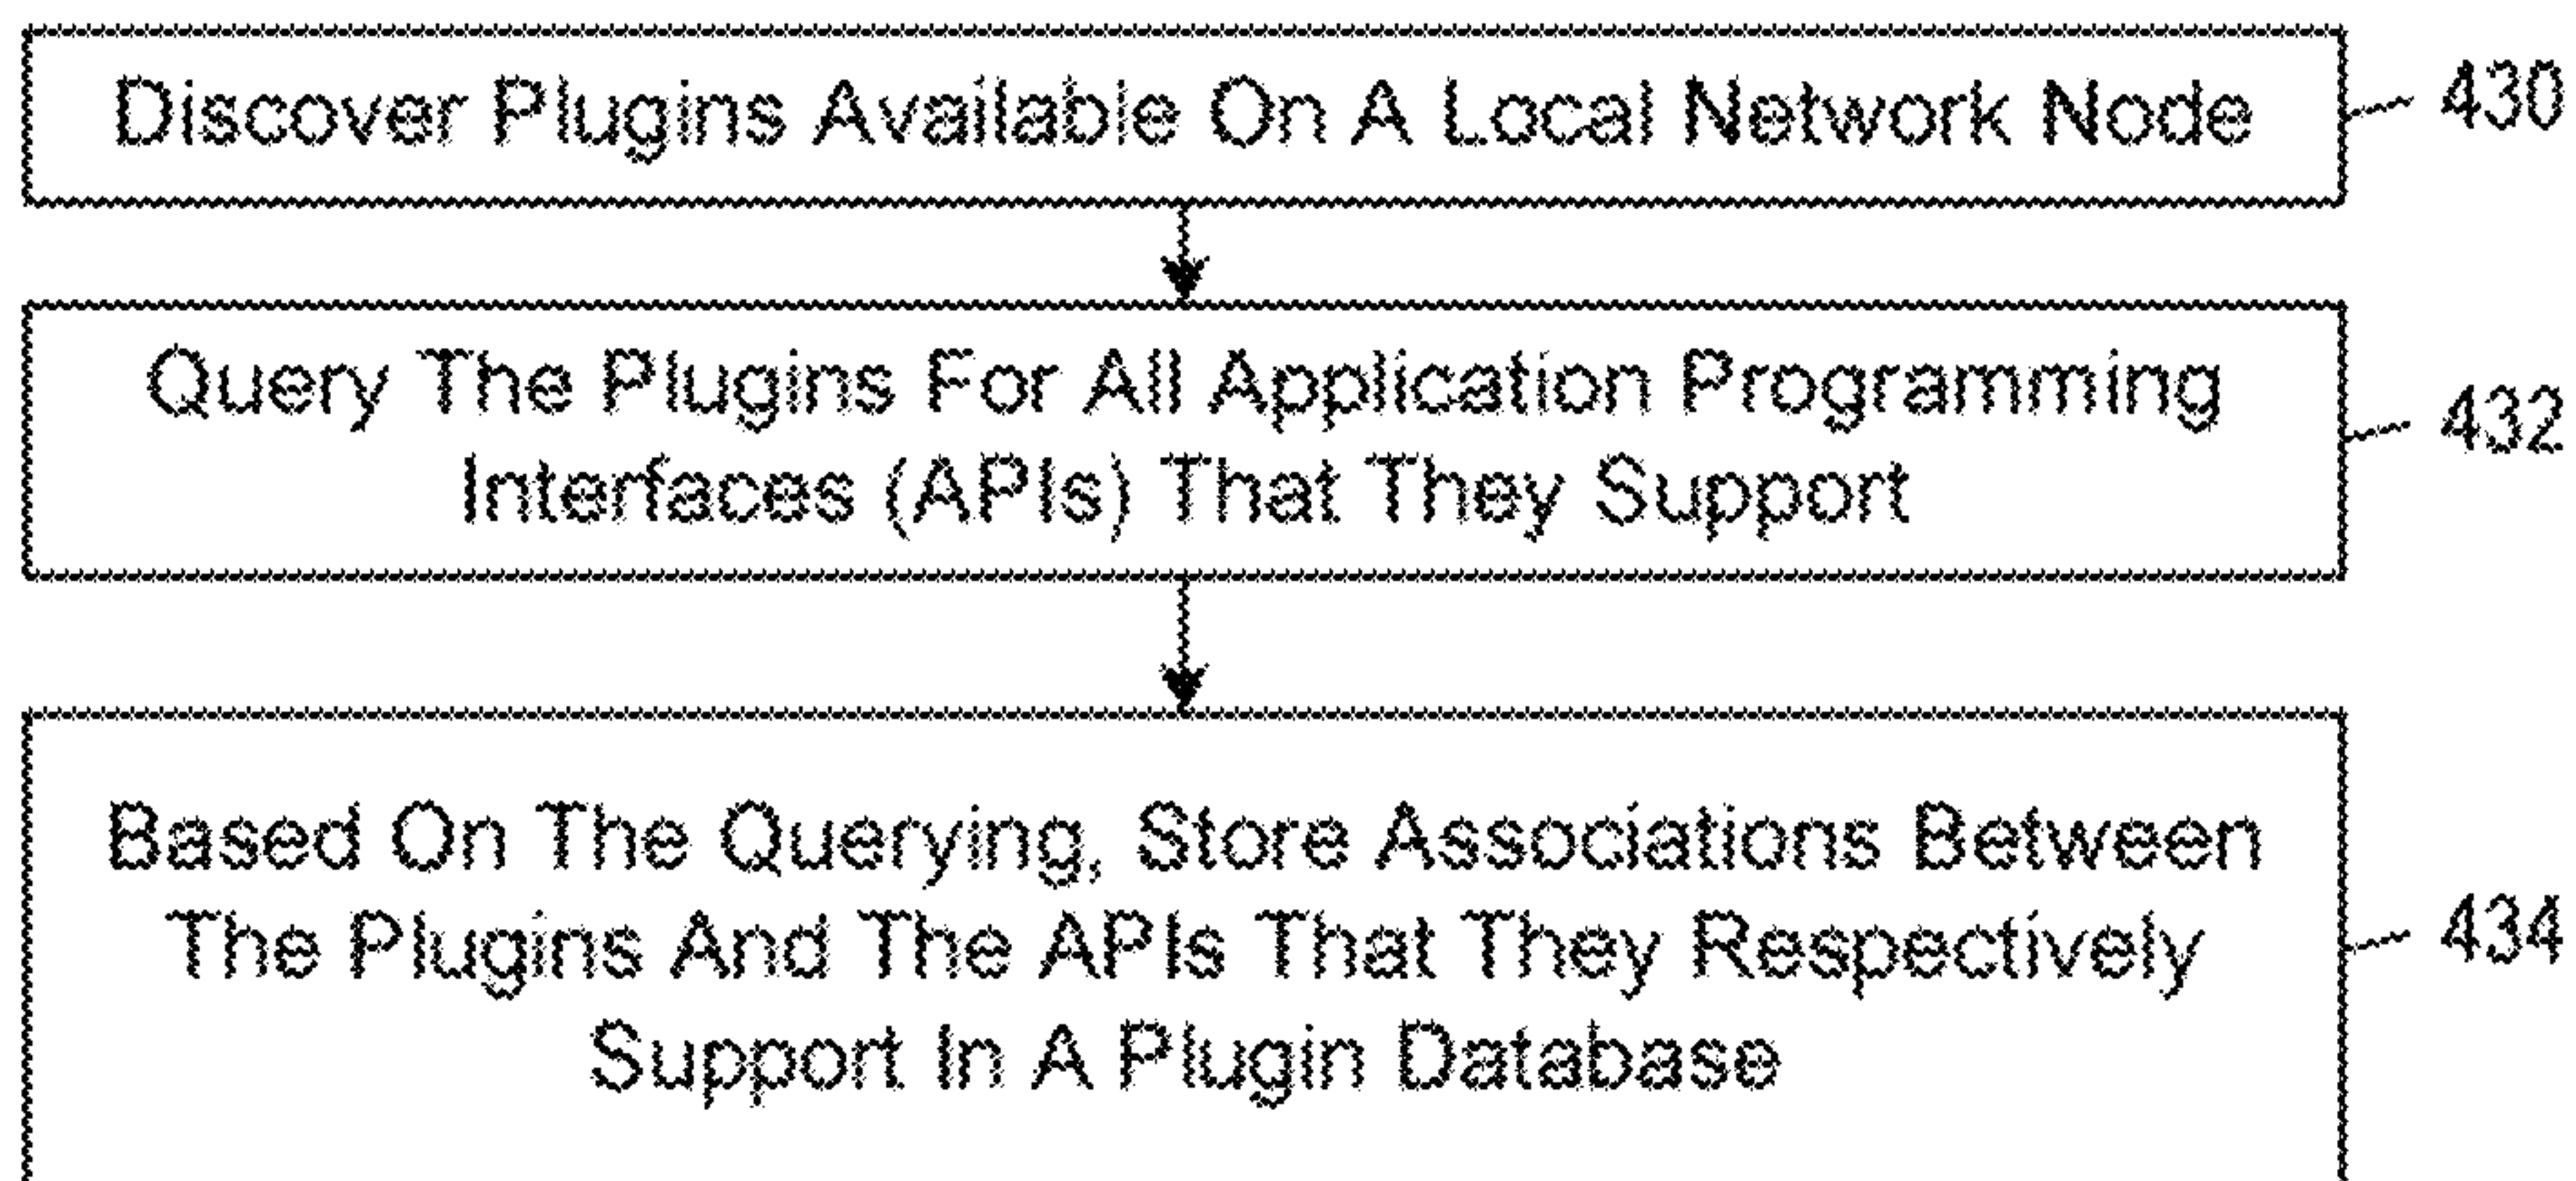 Discover Plugins Available On A Local Network Node
430
Query The Plugins For All Application Programming
Interfaces (APIs) That They Support
432
Based On The Querying, Store Associations Between
The Plugins And The APIs That They Respectively
Support In A Plugin Database
434